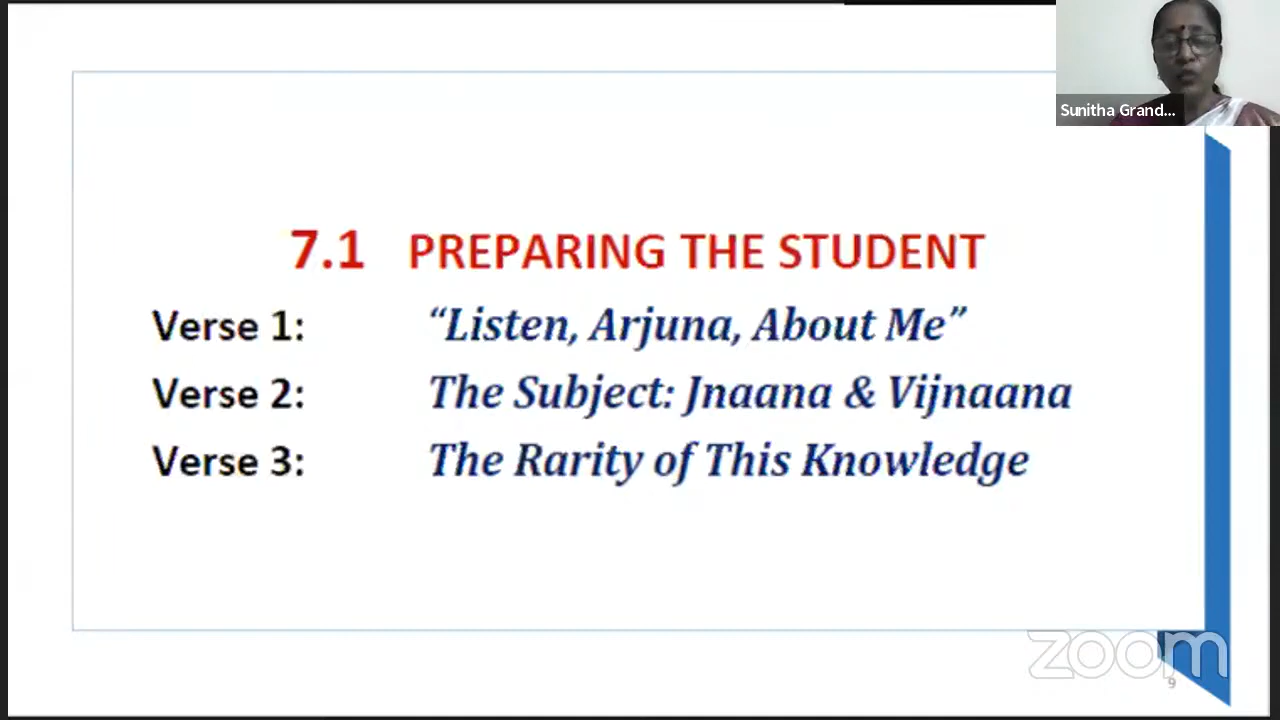 Sunitha Grand...
7.1 PREPARING THE STUDENT
Verse 1: “Listen, Arjuna, About Me”
Verse 2: The Subject: Jnaana & Vijnaana
Verse 3: The Rarity of This Knowledge
zoom
9